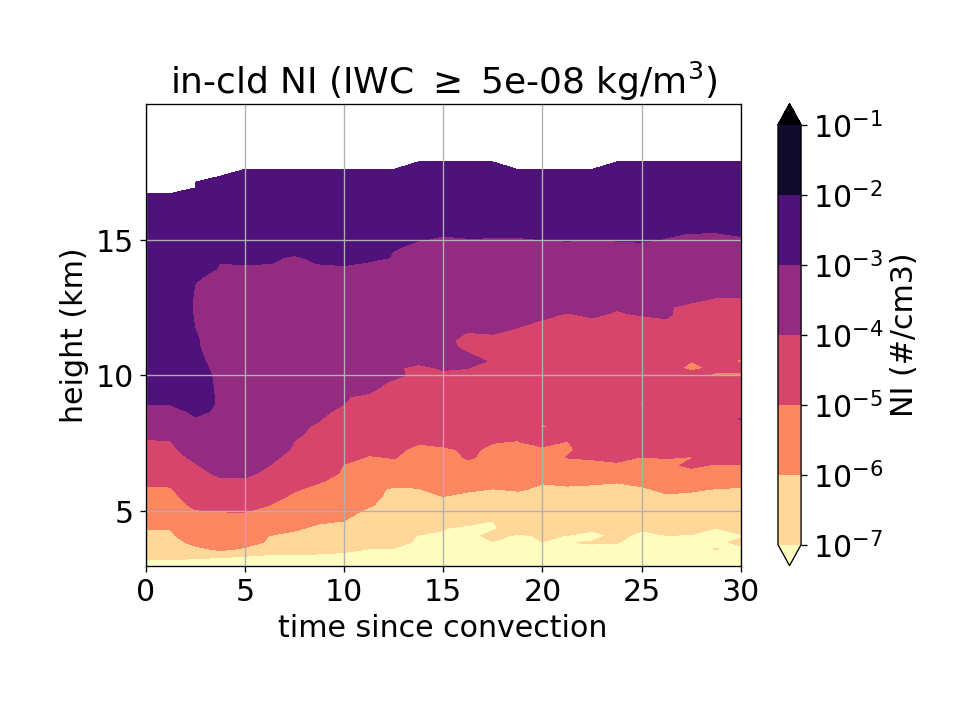 in-cld NI (IWC ≥ 5e-08 kg/m³)
height (km)
15
10
5
0 5 10 15 20 25 30
time since convection
10⁻¹
10⁻²
10⁻³
10⁻⁴
10⁻⁵
10⁻⁶
10⁻⁷
NI (#/cm3)